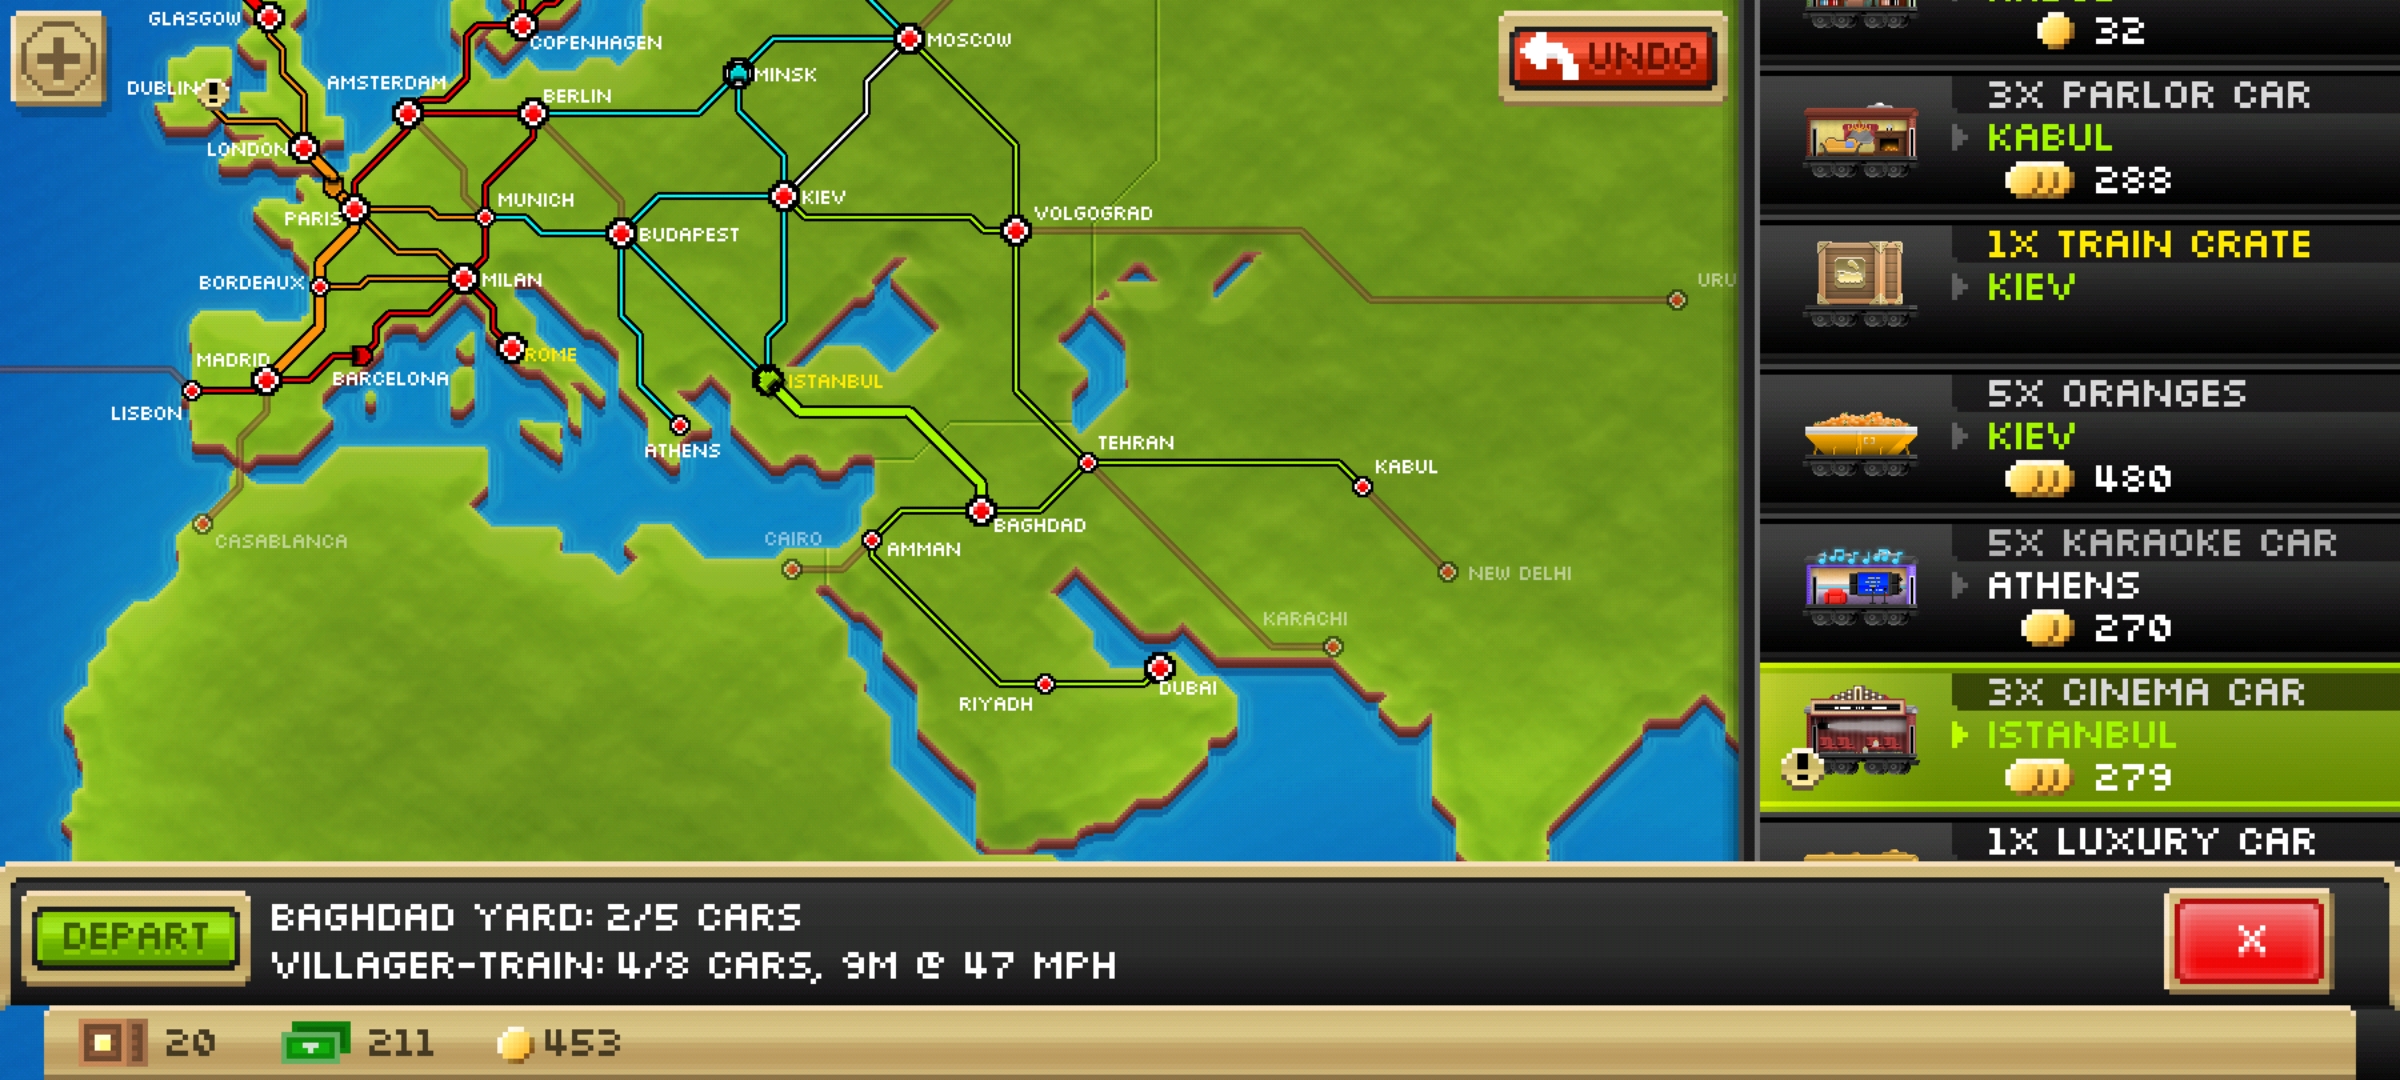 GLASGOW
COPENHAGEN
MOSCOW
UNDO
DUBLIN
AMSTERDAM
BERLIN
MINSK
LONDON
PARIS
MUNICH
KIEV
BUDAPEST
VOLGOGRAD
BORDEAUX
MILAN
URU
MADRID
ROME
BARCELONA
ISTANBUL
LISBON
ATHENS
TEHRAN
KABUL
CASABLANCA
CAIRO
BAGHDAD
AMMAN
NEW DELHI
KARACHI
RIYADH
DUBAI
32
3X PARLOR CAR
KABUL
288
1X TRAIN CRATE
KIEV
5X ORANGES
KIEV
480
5X KARAOKE CAR
ATHENS
270
3X CINEMA CAR
ISTANBUL
279
1X LUXURY CAR
DEPART
BAGHDAD YARD: 2/5 CARS
VILLAGER-TRAIN: 4/8 CARS, 9M @ 47 MPH
X
20
211
453